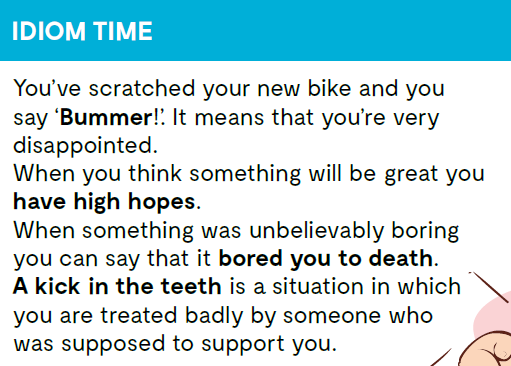 IDIOM TIME
You’ve scratched your new bike and you
say ‘Bummer!’. It means that you’re very
disappointed.
When you think something will be great you
have high hopes.
When something was unbelievably boring
you can say that it bored you to death.
A kick in the teeth is a situation in which
you are treated badly by someone who
was supposed to support you.